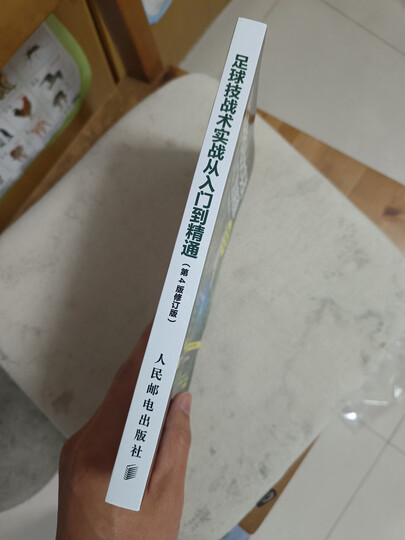 足球技战术实战从入门到精通
（第4版修订版）
人民邮电出版社